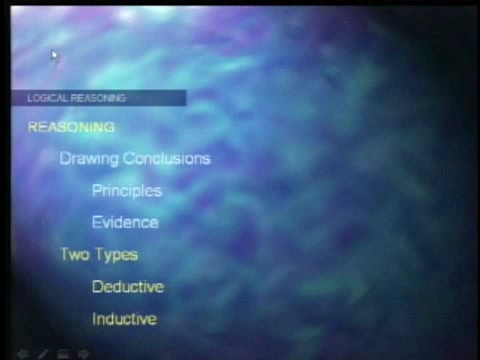 LOGICAL REASONING
REASONING
Drawing Conclusions
Principles
Evidence
Two Types
Deductive
Inductive